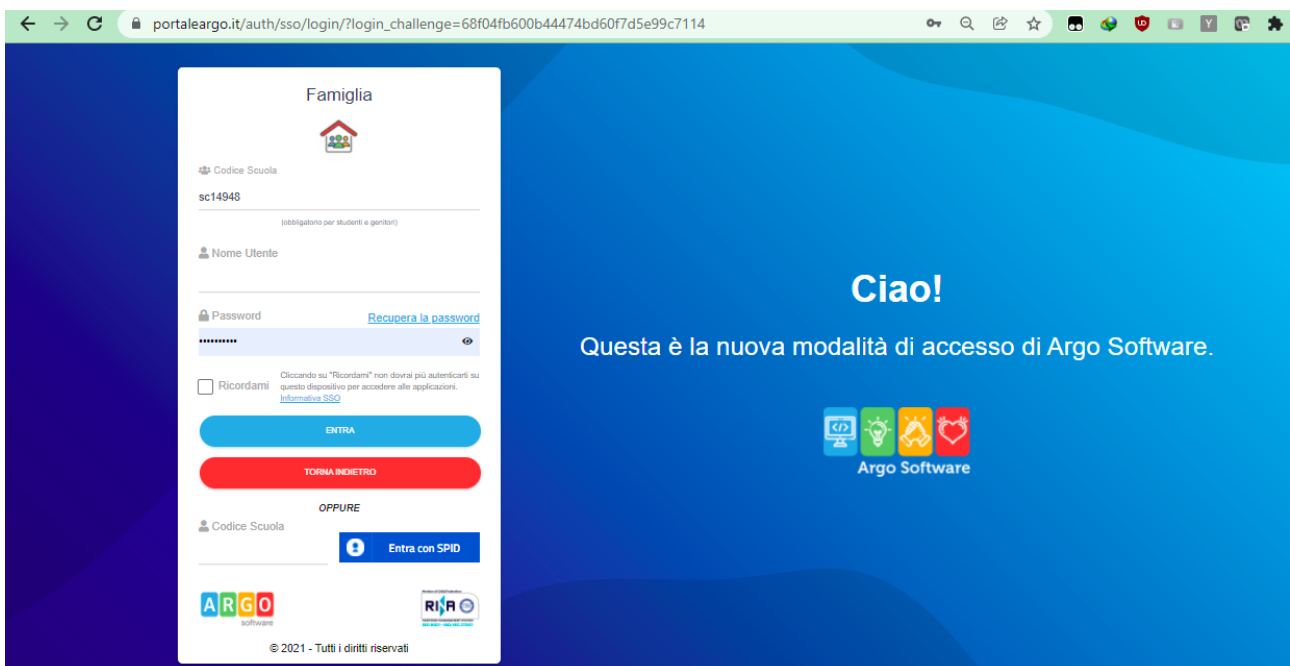 portaleargo.it/auth/sso/login/?login_challenge=68f04fb600b44474bd60f7d5e99c7114
Famiglia
Codice Scuola
sc14948
(obbligatorio per studenti e genitori)
Nome Utente
Password Recupera la password
••••••••••
Ricordami
Cliccando su "Ricordami" non dovrai più autenticarti su
questo dispositivo per accedere alle applicazioni.
Informativa SSO
ENTRA
TORNA INDIETRO
OPPURE
Codice Scuola
Entra con SPID
ARGO
software
© 2021 - Tutti i diritti riservati
Ciao!
Questa è la nuova modalità di accesso di Argo Software.
Argo Software